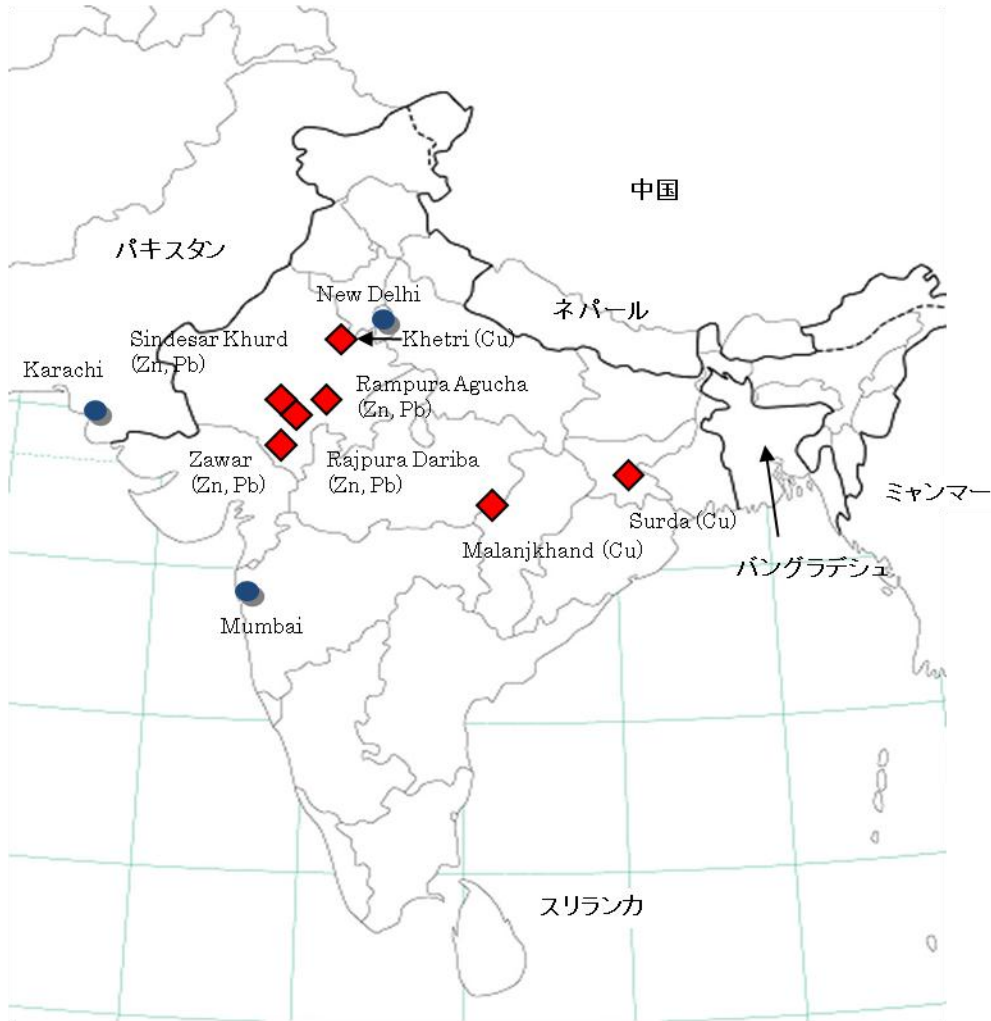 中国
パキスタン
New Delhi
ネパール
Sindesar Khurd
(Zn, Pb)
Khetri (Cu)
Karachi
Rampura Agucha
(Zn, Pb)
Zawar
(Zn, Pb)
Rajpura Dariba
(Zn, Pb)
ミャンマー
Surda (Cu)
Malanjkhand (Cu)
バングラデシュ
Mumbai
スリランカ